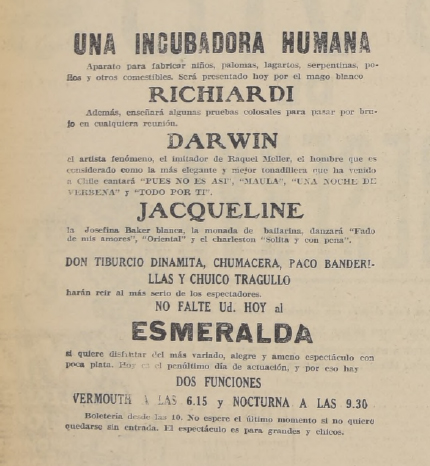 UNA INCUBADORA HUMANA
Aparato para fabricar niños, palomas, lagartos, serpentinas, po-
llos y otros comestibles. Será presentado hoy por el mago blanco
RICHIARDI
Además, enseñará algunas pruebas colosales para pasar por bru-
jo en cualquiera reunión.
DARWIN
el artista fenómeno, el imitador de Raquel Meller, el hombre que es
considerado como la más elegante y mejor tonadillera que ha venido
a Chile cantará "PUES NO ES ASI", "MAULA", "UNA NOCHE DE
VERBENA" y "TODO POR TI".
JACQUELINE
la Josefina Baker blanca, la monada de bailarina, danzará "Fado
de mis amores", "Oriental" y el charleston "Solita y con pena".
DON TIBURCIO DINAMITA, CHUMACERA, PACO BANDERI-
LLAS Y CHUICO TRAGULLO
harán reír al más serio de los espectadores.
NO FALTE Ud. HOY al
ESMERALDA
si quiere disfrutar del más variado, alegre y ameno espectáculo con
poca plata. Hoy es el penúltimo día de actuación, y por eso hay
DOS FUNCIONES
VERMOUTH A LAS 6.15 y NOCTURNA A LAS 9.30
Boletería desde las 10. No espere el último momento si no quiere
quedarse sin entrada. El espectáculo es para grandes y chicos.